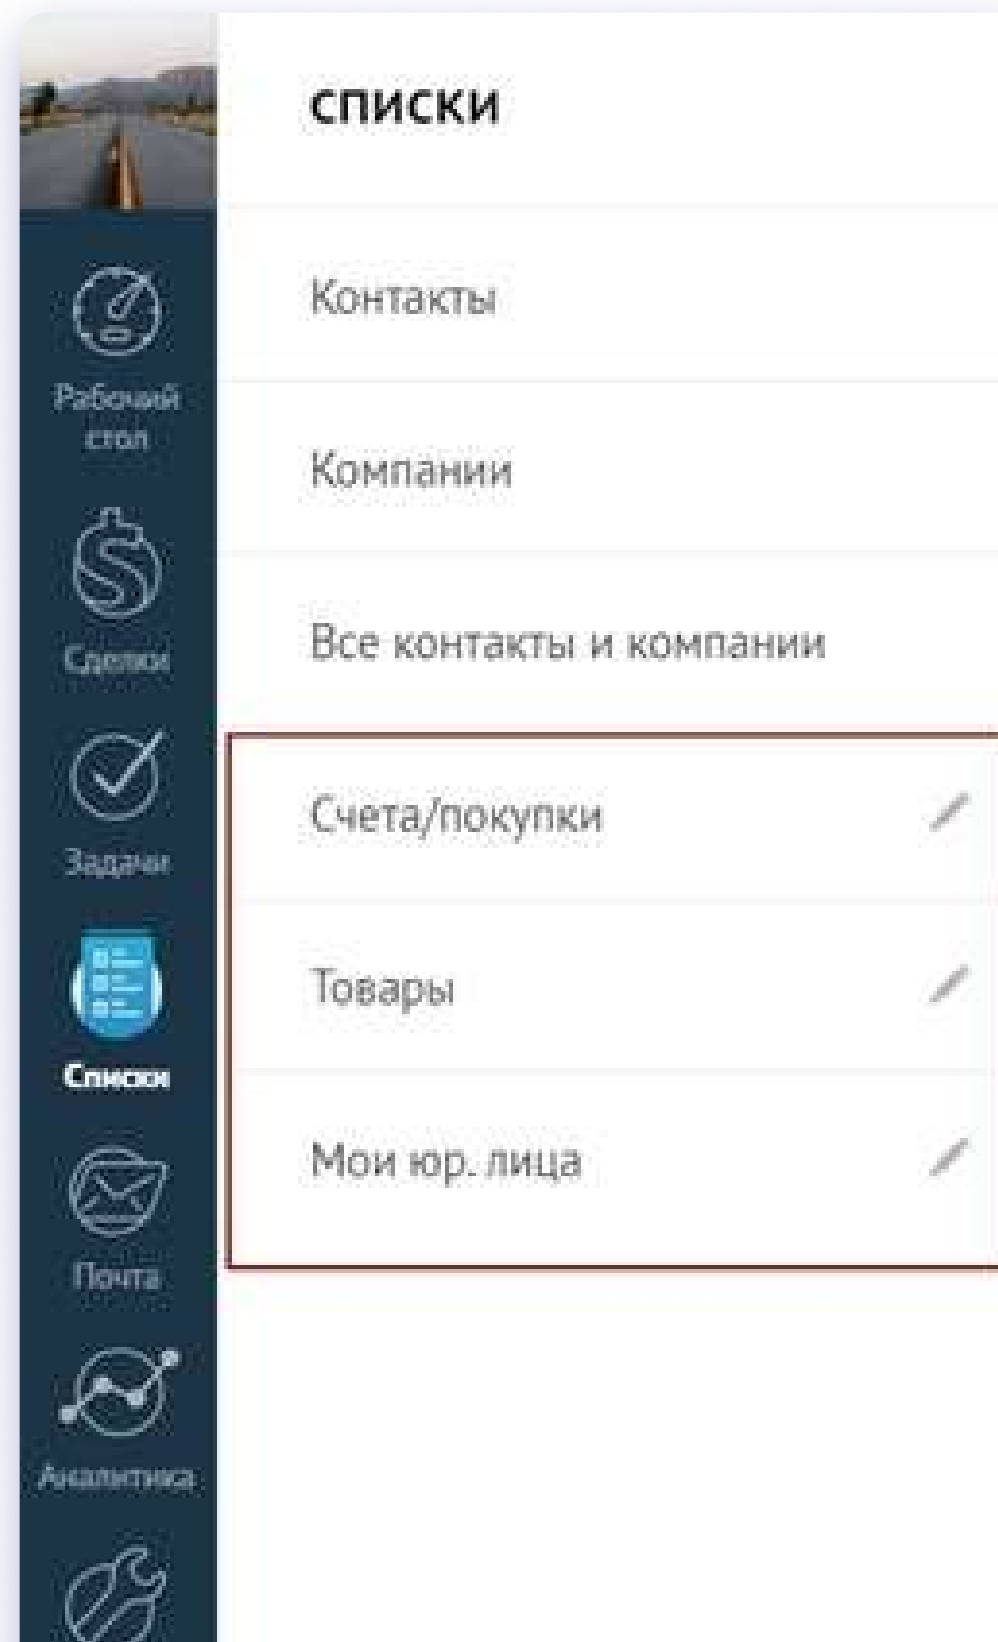 СПИСКИ
Контакты
Компании
Все контакты и компании
Счета/покупки
Товары
Мои юр. лица
Рабочий
стол
Сделки
Задачи
Списки
Почта
Аналитика